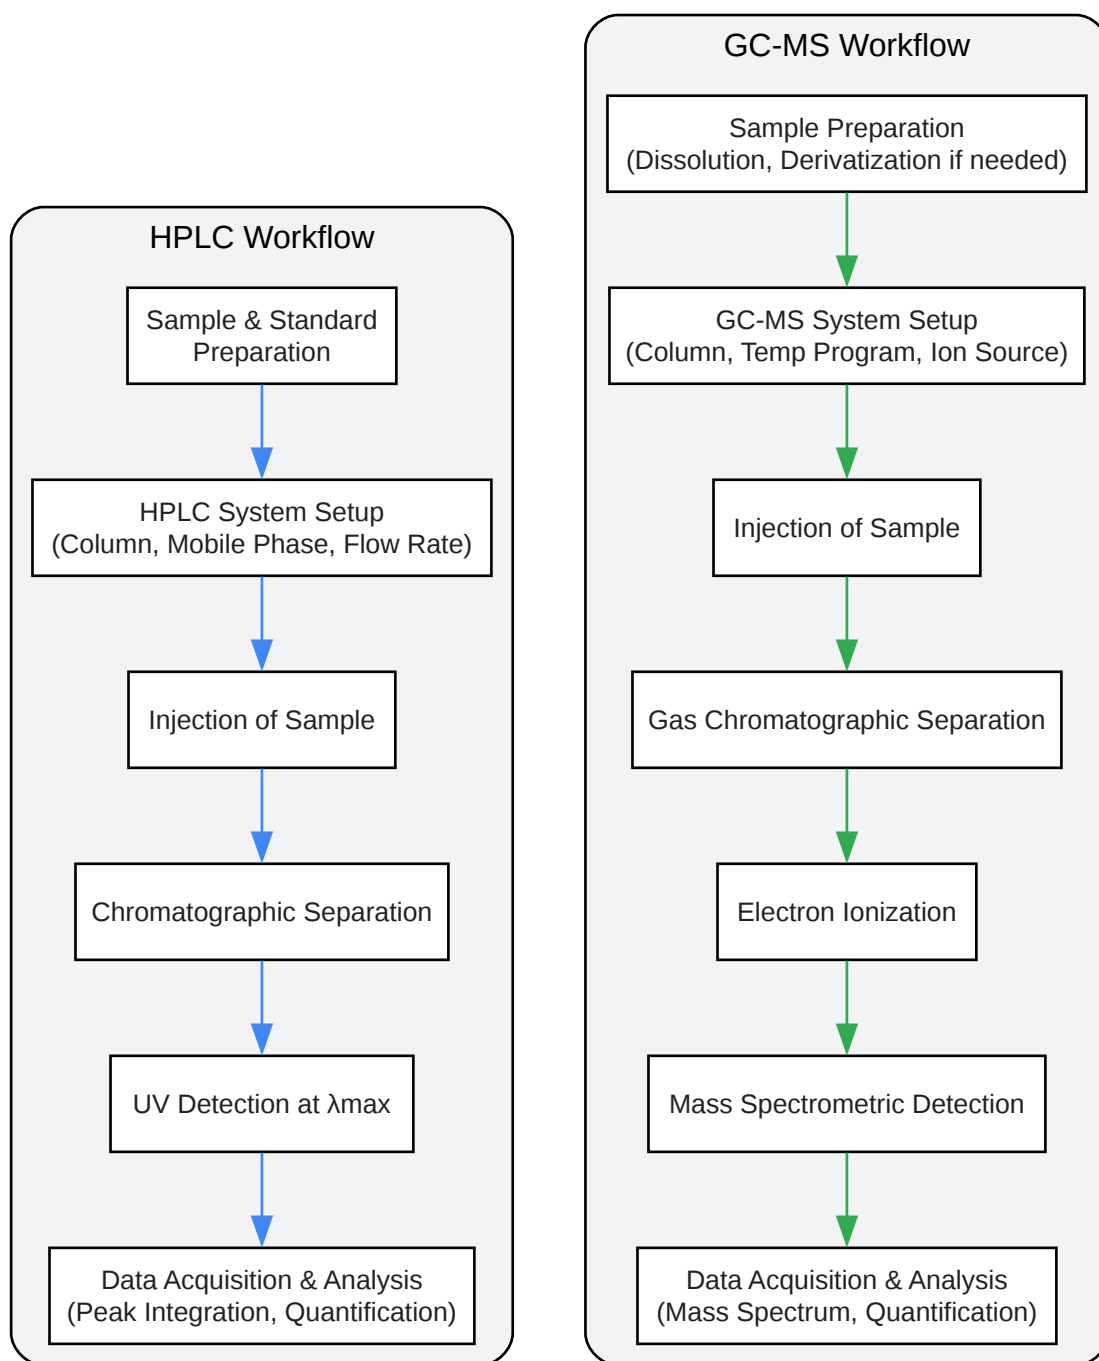 HPLC Workflow
Sample & Standard
Preparation
HPLC System Setup
(Column, Mobile Phase, Flow Rate)
Injection of Sample
Chromatographic Separation
UV Detection at λmax
Data Acquisition & Analysis
(Peak Integration, Quantification)
GC-MS Workflow
Sample Preparation
(Dissolution, Derivatization if needed)
GC-MS System Setup
(Column, Temp Program, Ion Source)
Injection of Sample
Gas Chromatographic Separation
Electron Ionization
Mass Spectrometric Detection
Data Acquisition & Analysis
(Mass Spectrum, Quantification)